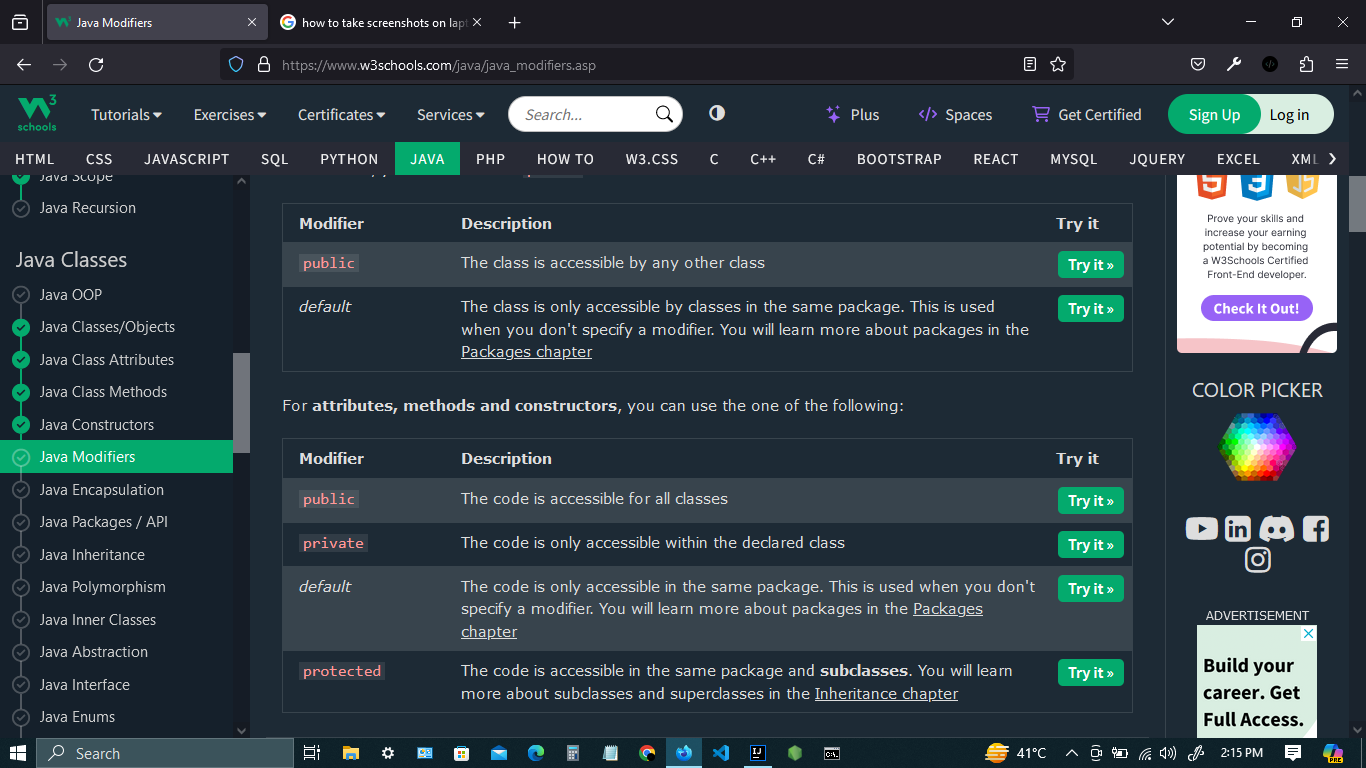 Java Modifiers
how to take screenshots on lapt
https://www.w3schools.com/java/java_modifiers.asp
3
schools
Tutorials
Exercises
Certificates
Services
Search...
Plus
Spaces
Get Certified
Sign Up
Log in
HTML
CSS
JAVASCRIPT
SQL
PYTHON
JAVA
PHP
HOW TO
W3.CSS
C
C++
C#
BOOTSTRAP
REACT
MYSQL
JQUERY
EXCEL
XML
Java Scope
Java Recursion
Java Classes
Java OOP
Java Classes/Objects
Java Class Attributes
Java Class Methods
Java Constructors
Java Modifiers
Java Encapsulation
Java Packages / API
Java Inheritance
Java Polymorphism
Java Inner Classes
Java Abstraction
Java Interface
Java Enums
Modifier Description Try it
public The class is accessible by any other class Try it »
default The class is only accessible by classes in the same package. This is used Try it »
when you don't specify a modifier. You will learn more about packages in the
Packages chapter
For attributes, methods and constructors, you can use the one of the following:
Modifier Description Try it
public The code is accessible for all classes Try it »
private The code is only accessible within the declared class Try it »
default The code is only accessible in the same package. This is used when you don't Try it »
specify a modifier. You will learn more about packages in the Packages
chapter
protected The code is accessible in the same package and subclasses. You will learn Try it »
more about subclasses and superclasses in the Inheritance chapter
5 3 JS
Prove your skills and
increase your earning
potential by becoming
a W3Schools Certified
Front-End developer.
Check It Out!
COLOR PICKER
ADVERTISEMENT
Build your
career. Get
Full Access.
Search
41°C
2:15 PM